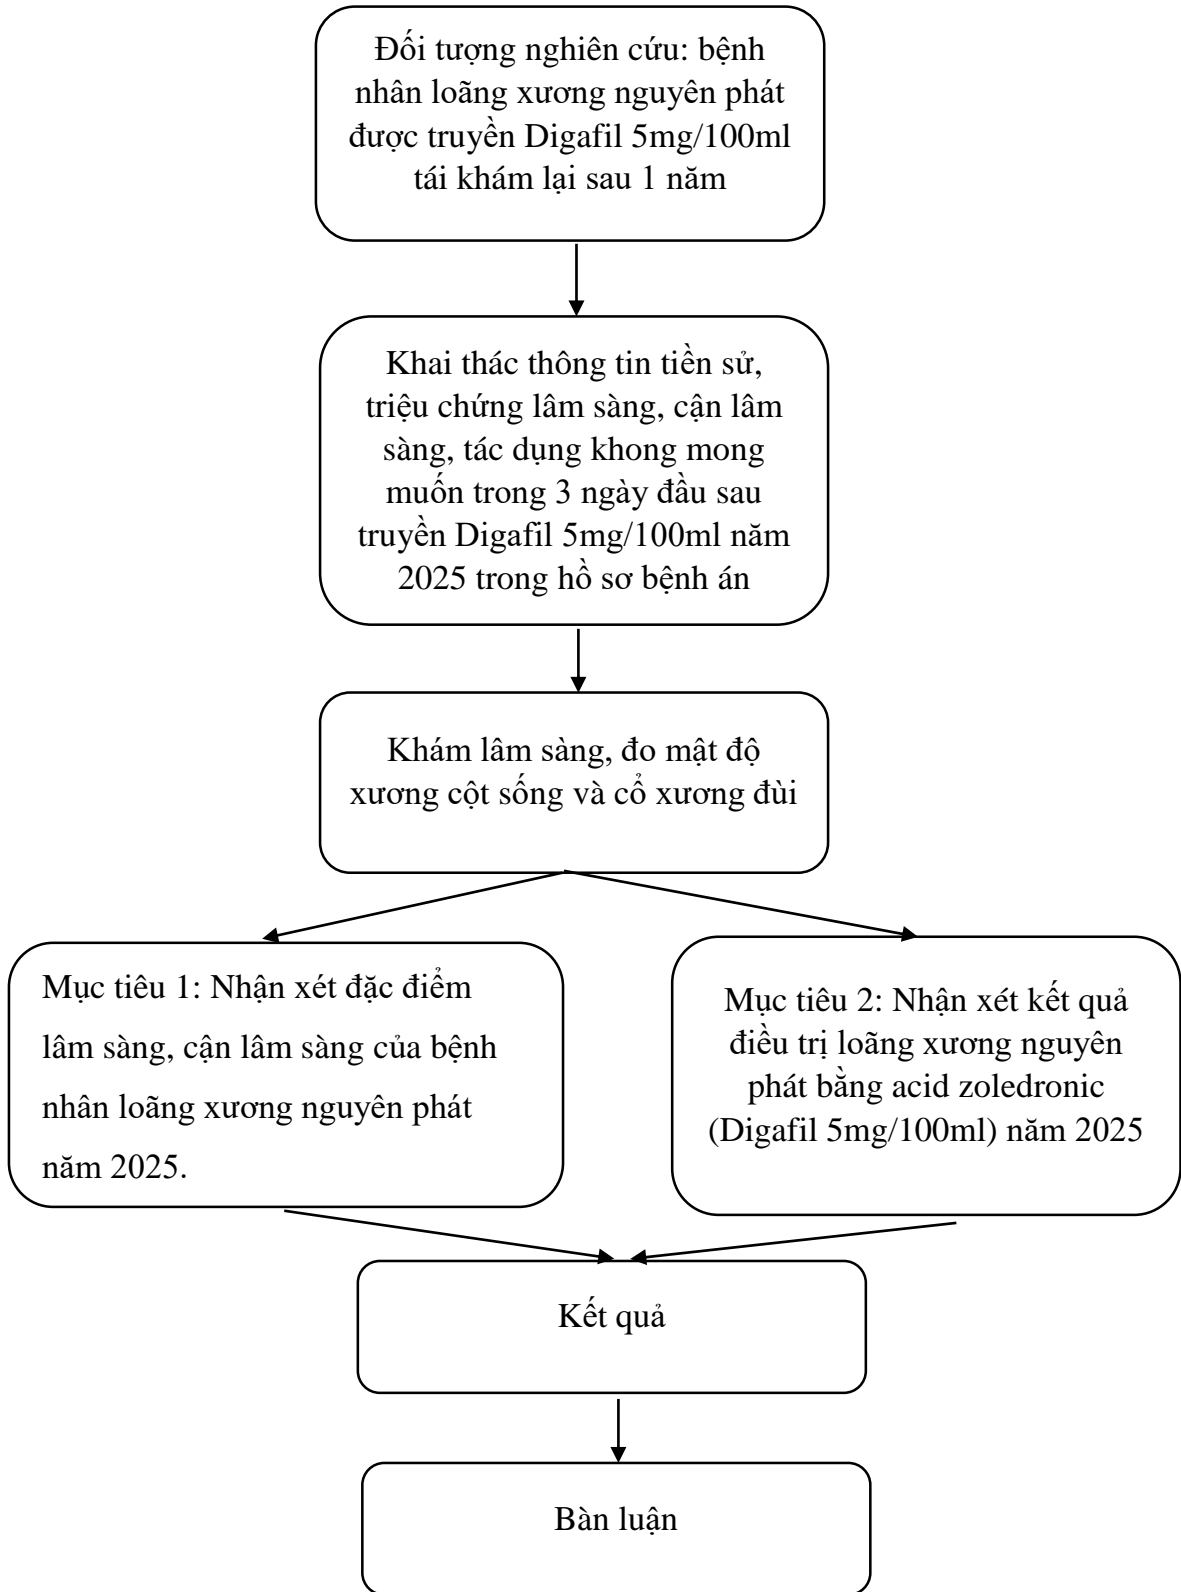 Đối tượng nghiên cứu: bệnh
nhân loãng xương nguyên phát
được truyền Digafil 5mg/100ml
tái khám lại sau 1 năm
Khai thác thông tin tiền sử,
triệu chứng lâm sàng, cận lâm
sàng, tác dụng khong mong
muốn trong 3 ngày đầu sau
truyền Digafil 5mg/100ml năm
2025 trong hồ sơ bệnh án
Khám lâm sàng, đo mật độ
xương cột sống và cổ xương đùi
Mục tiêu 1: Nhận xét đặc điểm
lâm sàng, cận lâm sàng của bệnh
nhân loãng xương nguyên phát
năm 2025.
Mục tiêu 2: Nhận xét kết quả
điều trị loãng xương nguyên
phát bằng acid zoledronic
(Digafil 5mg/100ml) năm 2025
Kết quả
Bàn luận